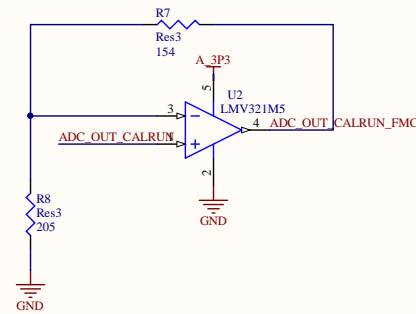 R7
Res3
154
A_3P3
5
U2
LMV321M5
3
ADC_OUT_CALRUN
4
ADC_OUT_CALRUN_FMC
2
R8
Res3
205
GND
GND